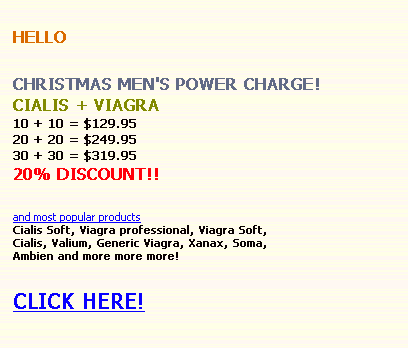 HELLO
CHRISTMAS MEN'S POWER CHARGE!
CIALIS + VIAGRA
10 + 10 = $129.95
20 + 20 = $249.95
30 + 30 = $319.95
20% DISCOUNT!!
and most popular products
Cialis Soft, Viagra professional, Viagra Soft,
Cialis, Valium, Generic Viagra, Xanax, Soma,
Ambien and more more more!
CLICK HERE!